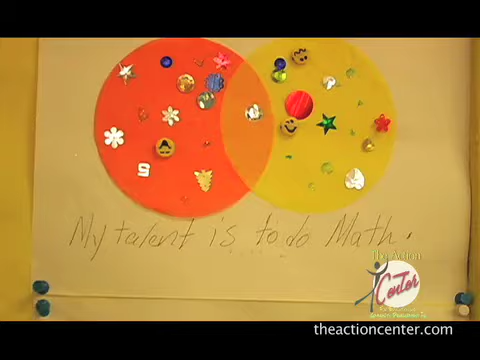 My talent is to do Math.
The Action
Center
theactioncenter.com